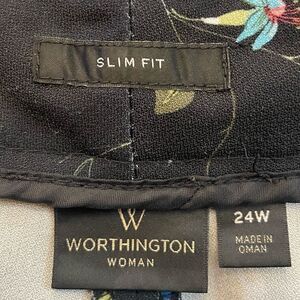 SLIM FIT
W
WORTHINGTON
WOMAN
24W
MADE IN
OMAN